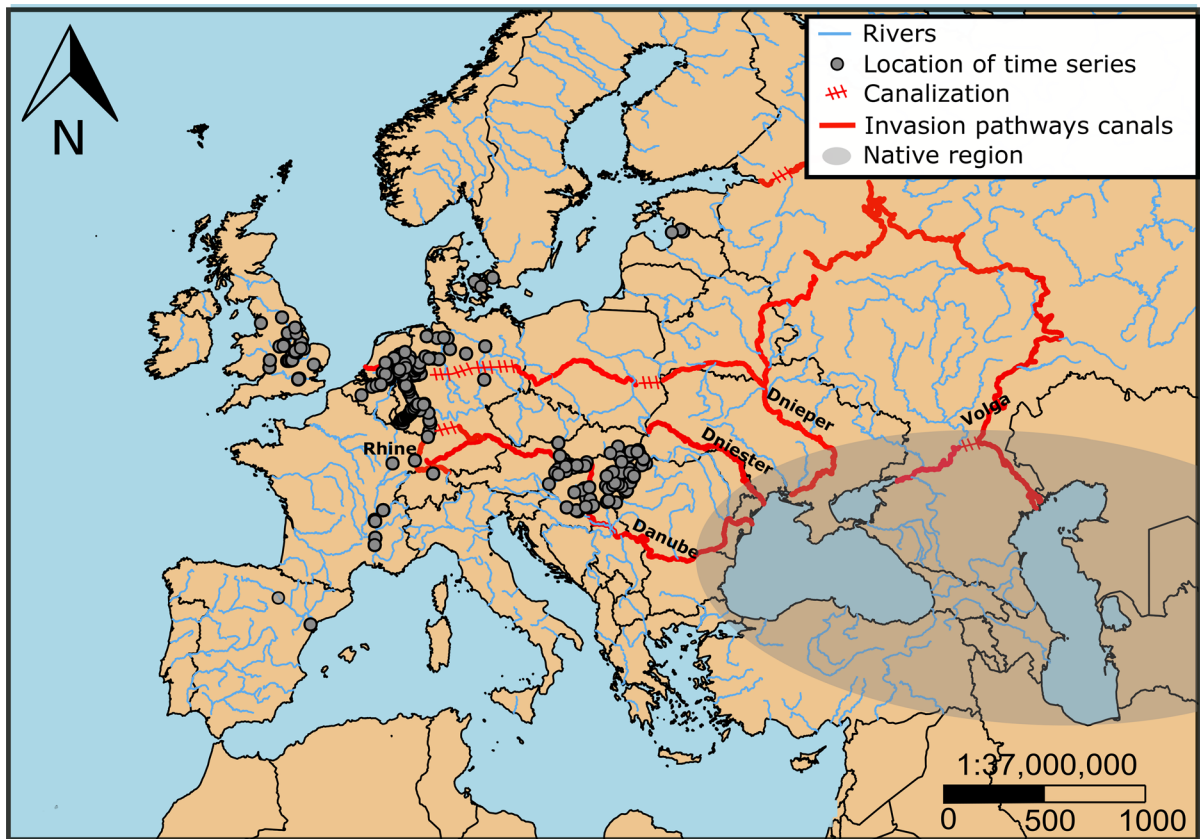 N
Rivers
Location of time series
Canalization
Invasion pathways canals
Native region
Dnieper
Volga
Dniester
Rhine
Danube
1:37,000,000
0 500 1000